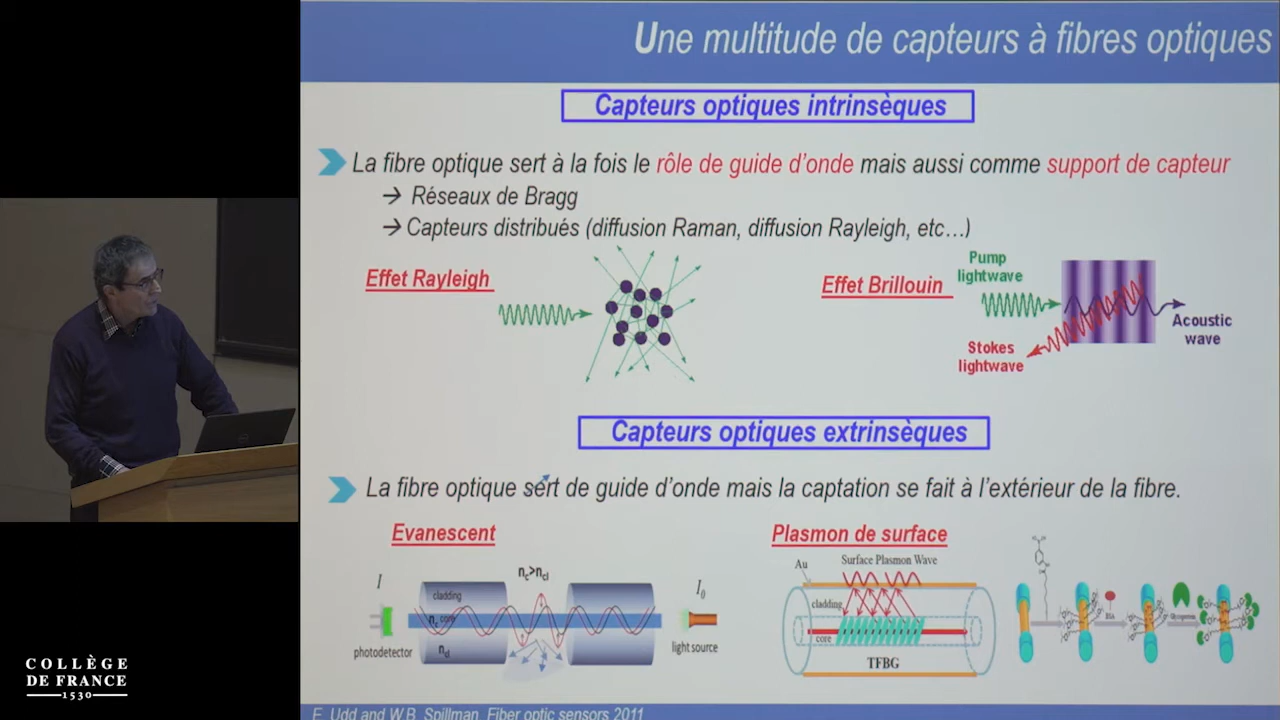 Une multitude de capteurs à fibres optiques
Capteurs optiques intrinsèques
La fibre optique sert à la fois le rôle de guide d'onde mais aussi comme support de capteur
→ Réseaux de Bragg
→ Capteurs distribués (diffusion Raman, diffusion Rayleigh, etc…)
Effet Rayleigh
Effet Brillouin
Pump
lightwave
Stokes
lightwave
Acoustic
wave
Capteurs optiques extrinsèques
La fibre optique sert de guide d'onde mais la captation se fait à l'extérieur de la fibre.
Evanescent
nc>ncl
I
cladding
nc core
ncl
photodetector
I0
light source
Plasmon de surface
Au
Surface Plasmon Wave
cladding
core
TFBG
BSA
E. Udd and W.B. Spillman, Fiber optic sensors 2011
COLLÈGE
DE FRANCE
1530